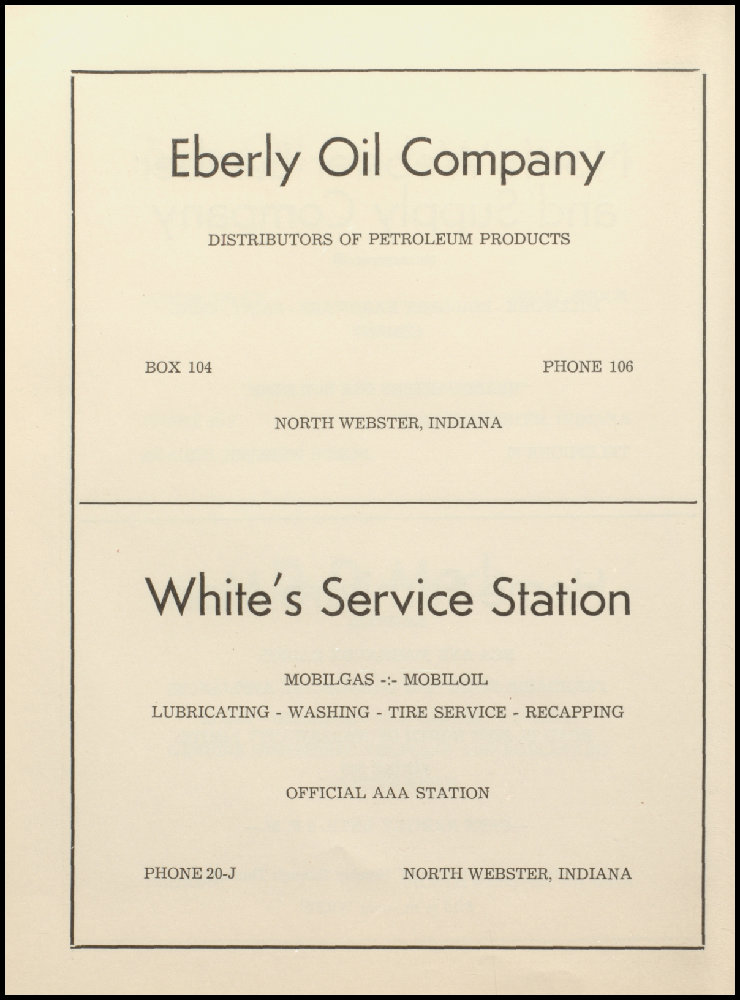 Eberly Oil Company
DISTRIBUTORS OF PETROLEUM PRODUCTS
BOX 104 PHONE 106
NORTH WEBSTER, INDIANA
White's Service Station
MOBILGAS -:- MOBILOIL
LUBRICATING - WASHING - TIRE SERVICE - RECAPPING
OFFICIAL AAA STATION
PHONE 20-J NORTH WEBSTER, INDIANA